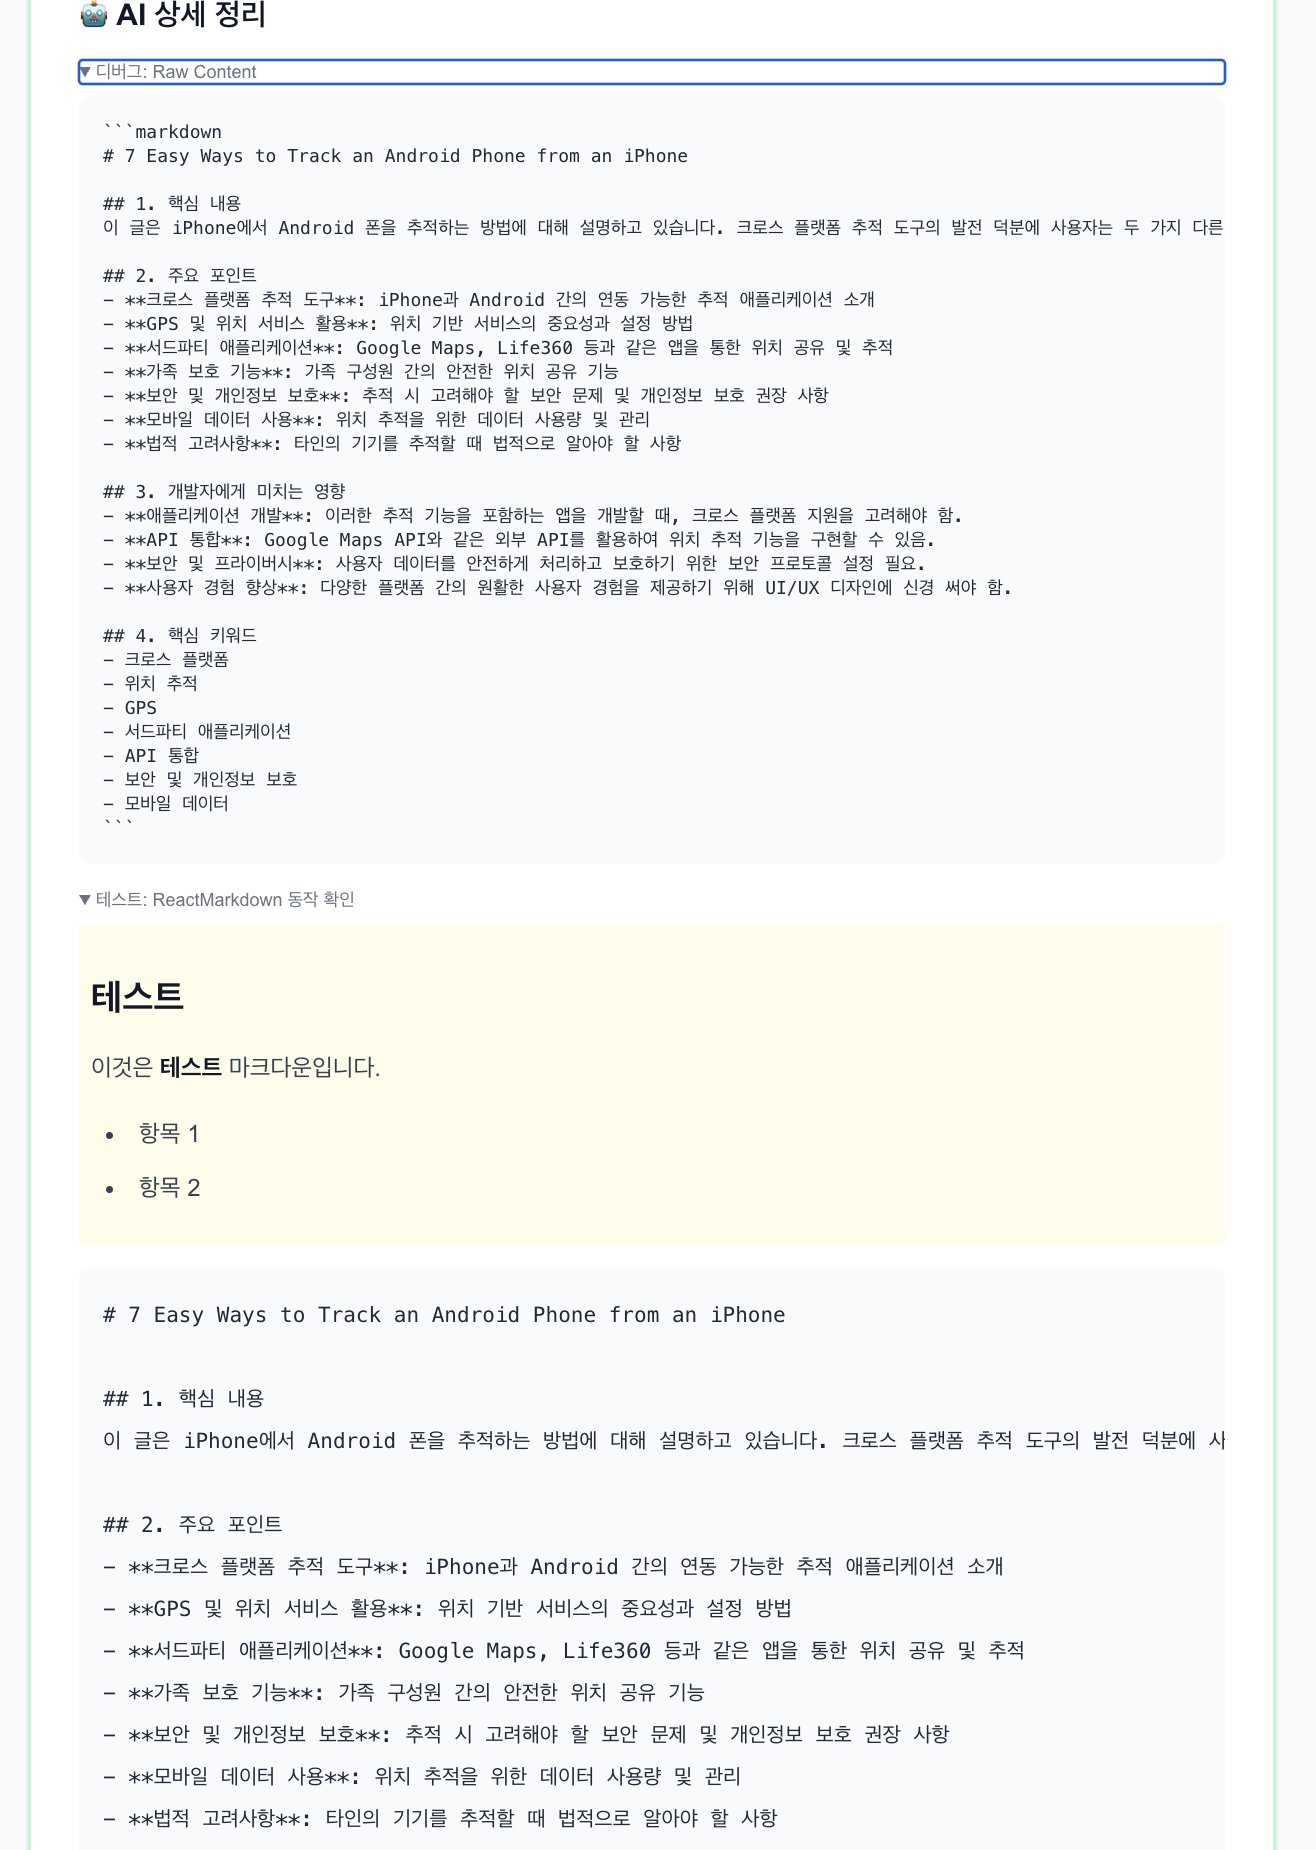 🤖 AI 상세 정리
▼ 디버그: Raw Content
```markdown
# 7 Easy Ways to Track an Android Phone from an iPhone
## 1. 핵심 내용
이 글은 iPhone에서 Android 폰을 추적하는 방법에 대해 설명하고 있습니다. 크로스 플랫폼 추적 도구의 발전 덕분에 사용자는 두 가지 다른
## 2. 주요 포인트
- **크로스 플랫폼 추적 도구**: iPhone과 Android 간의 연동 가능한 추적 애플리케이션 소개
- **GPS 및 위치 서비스 활용**: 위치 기반 서비스의 중요성과 설정 방법
- **서드파티 애플리케이션**: Google Maps, Life360 등과 같은 앱을 통한 위치 공유 및 추적
- **가족 보호 기능**: 가족 구성원 간의 안전한 위치 공유 기능
- **보안 및 개인정보 보호**: 추적 시 고려해야 할 보안 문제 및 개인정보 보호 권장 사항
- **모바일 데이터 사용**: 위치 추적을 위한 데이터 사용량 및 관리
- **법적 고려사항**: 타인의 기기를 추적할 때 법적으로 알아야 할 사항
## 3. 개발자에게 미치는 영향
- **애플리케이션 개발**: 이러한 추적 기능을 포함하는 앱을 개발할 때, 크로스 플랫폼 지원을 고려해야 함.
- **API 통합**: Google Maps API와 같은 외부 API를 활용하여 위치 추적 기능을 구현할 수 있음.
- **보안 및 프라이버시**: 사용자 데이터를 안전하게 처리하고 보호하기 위한 보안 프로토콜 설정 필요.
- **사용자 경험 향상**: 다양한 플랫폼 간의 원활한 사용자 경험을 제공하기 위해 UI/UX 디자인에 신경 써야 함.
## 4. 핵심 키워드
- 크로스 플랫폼
- 위치 추적
- GPS
- 서드파티 애플리케이션
- API 통합
- 보안 및 개인정보 보호
- 모바일 데이터
```
▼ 테스트: ReactMarkdown 동작 확인
테스트
이것은 테스트 마크다운입니다.
• 항목 1
• 항목 2
# 7 Easy Ways to Track an Android Phone from an iPhone
## 1. 핵심 내용
이 글은 iPhone에서 Android 폰을 추적하는 방법에 대해 설명하고 있습니다. 크로스 플랫폼 추적 도구의 발전 덕분에 사
## 2. 주요 포인트
- **크로스 플랫폼 추적 도구**: iPhone과 Android 간의 연동 가능한 추적 애플리케이션 소개
- **GPS 및 위치 서비스 활용**: 위치 기반 서비스의 중요성과 설정 방법
- **서드파티 애플리케이션**: Google Maps, Life360 등과 같은 앱을 통한 위치 공유 및 추적
- **가족 보호 기능**: 가족 구성원 간의 안전한 위치 공유 기능
- **보안 및 개인정보 보호**: 추적 시 고려해야 할 보안 문제 및 개인정보 보호 권장 사항
- **모바일 데이터 사용**: 위치 추적을 위한 데이터 사용량 및 관리
- **법적 고려사항**: 타인의 기기를 추적할 때 법적으로 알아야 할 사항